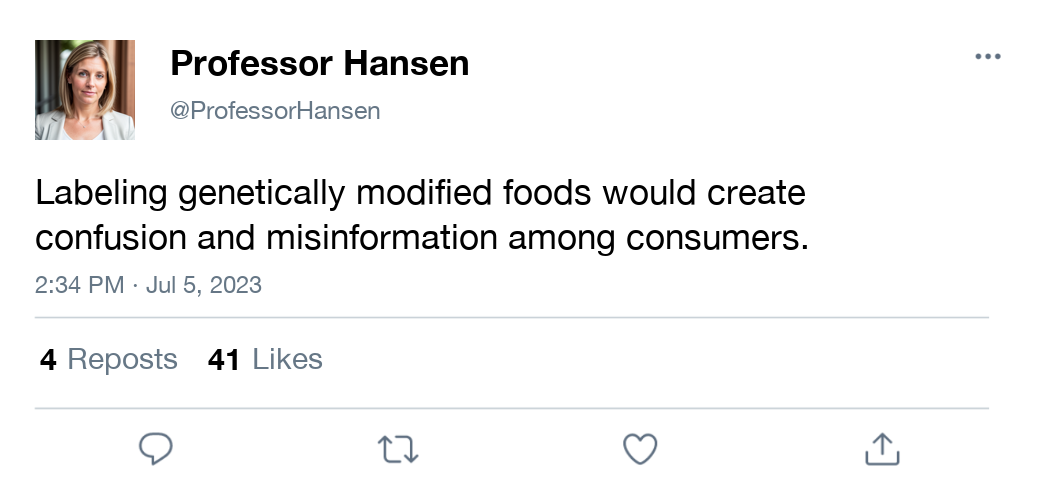 Professor Hansen
@ProfessorHansen
Labeling genetically modified foods would create
confusion and misinformation among consumers.
2:34 PM · Jul 5, 2023
4 Reposts 41 Likes